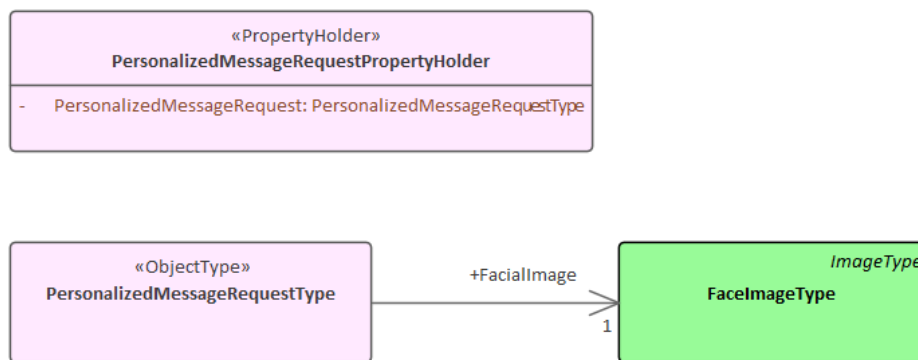 «PropertyHolder»
PersonalizedMessageRequestPropertyHolder
- PersonalizedMessageRequest: PersonalizedMessageRequestType
«ObjectType»
PersonalizedMessageRequestType
+FacialImage
1
ImageType
FaceImageType